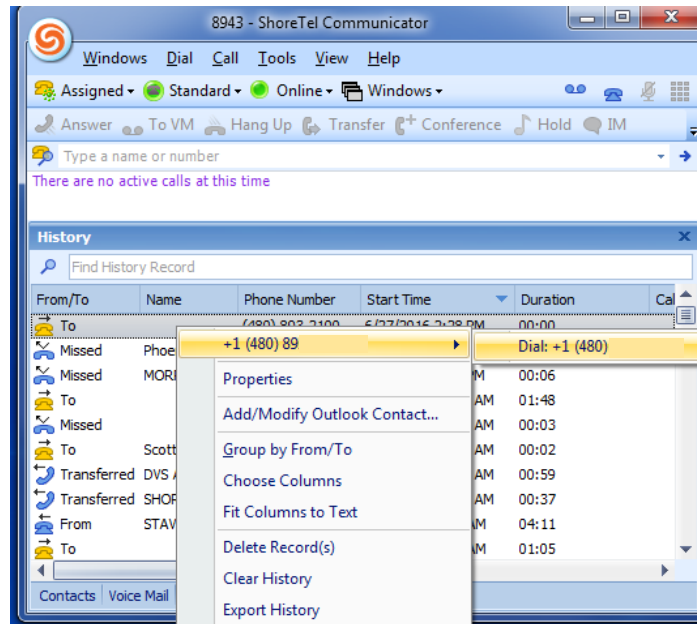 8943 - ShoreTel Communicator
Windows Dial Call Tools View Help
Assigned Standard Online Windows
Answer To VM Hang Up Transfer Conference Hold IM
Type a name or number
There are no active calls at this time
History
Find History Record
From/To Name Phone Number Start Time Duration Cal
To 00:00
+1 (480) 89 Dial: +1 (480)
Missed Phoe
Missed MORI PM 00:06
Properties
To AM 01:48
Add/Modify Outlook Contact...
Missed AM 00:03
Group by From/To
To Scott AM 00:02
Transferred DVS AM 00:59
Choose Columns
Transferred SHOR AM 00:37
Fit Columns to Text
From STAV AM 04:11
To AM 01:05
Delete Record(s)
Clear History
Contacts Voice Mail
Export History